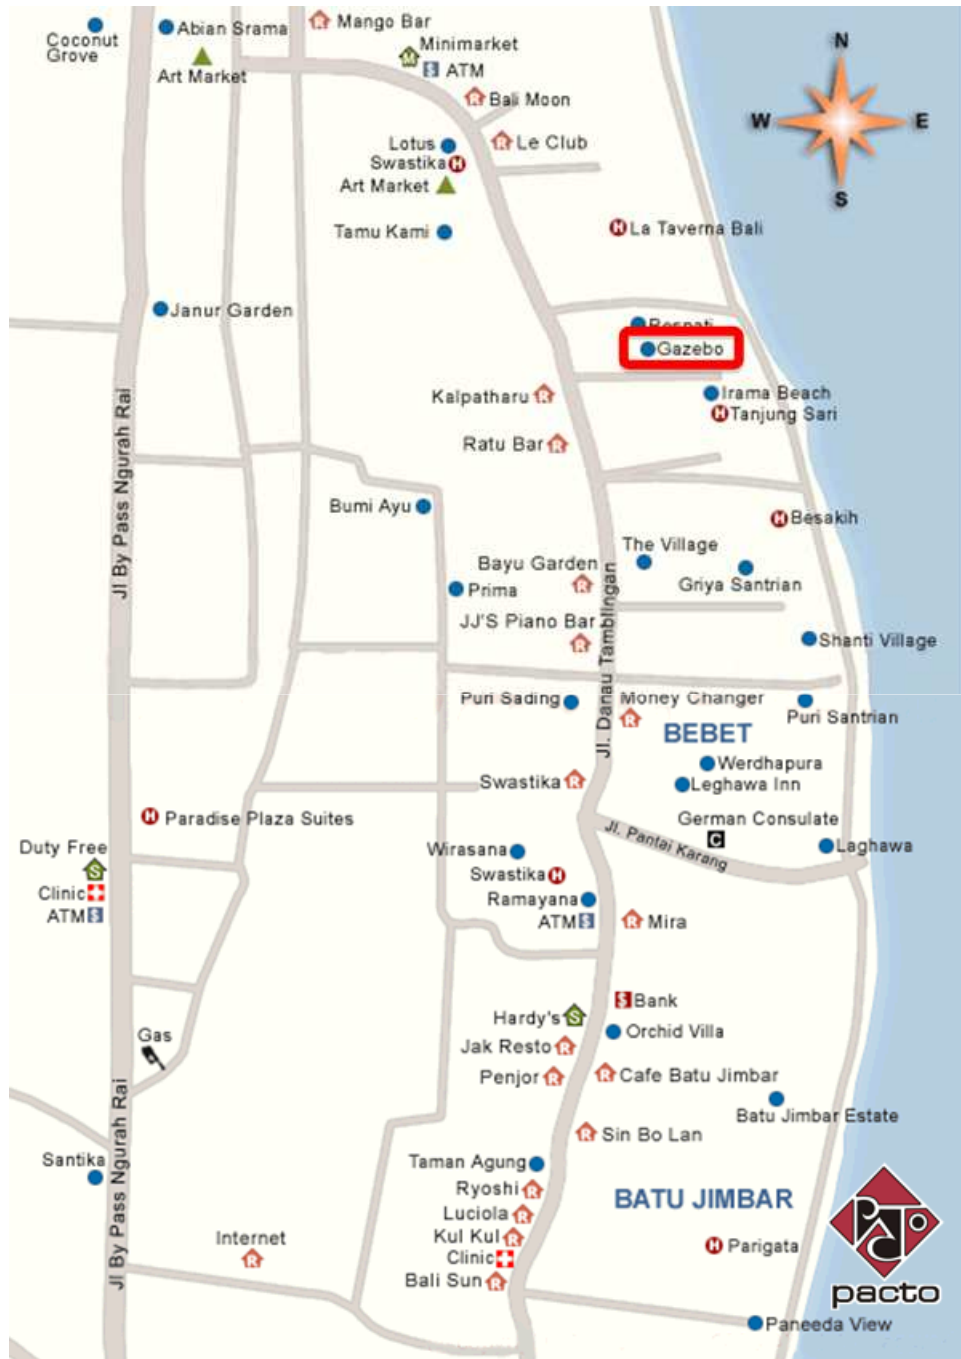 Mango Bar
Abian Srama
Coconut
Grove
Minimarket
N
Art Market
$ ATM
Bali Moon
W
E
Lotus
Le Club
Swastika H
Art Market
S
Tamu Kami
H La Taverna Bali
Janur Garden
Respati
Gazebo
Jl By Pass Ngurah Rai
Kalpatharu R
Irama Beach
H Tanjung Sari
Ratu Bar R
Bumi Ayu
H Besakih
The Village
Bayu Garden
R
Prima
Griya Santrian
JJ'S Piano Bar
R
Jl. Danau Tamblingan
Shanti Village
Puri Sading
Money Changer
R
Puri Santrian
BEBET
Werdhapura
Swastika R
Leghawa Inn
H Paradise Plaza Suites
German Consulate
C
Jl. Pantai Karang
Duty Free
S
Wirasana
Laghawa
Swastika H
Clinic
Ramayana
ATM $
ATM $
R Mira
$ Bank
Hardy's S
Gas
Orchid Villa
Jak Resto R
Penjor R
R Cafe Batu Jimbar
Jl By Pass Ngurah Rai
Batu Jimbar Estate
R Sin Bo Lan
Santika
Taman Agung
Ryoshi R
BATU JIMBAR
Luciola R
Internet
R
Kul Kul R
H Parigata
Clinic
Bali Sun R
PACTO
pacto
Paneeda View